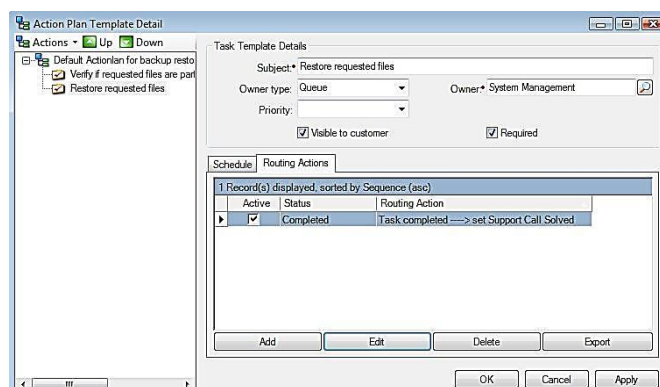 Action Plan Template Detail
Actions Up Down
Default Actionlan for backup resto
Verify if requested files are part
Restore requested files
Task Template Details
Subject: Restore requested files
Owner type: Queue
Owner: System Management
Priority:
Visible to customer
Required
Schedule
Routing Actions
1 Record(s) displayed, sorted by Sequence (asc)
Active Status Routing Action
Completed Task completed ----> set Support Call Solved
Add Edit Delete Export
OK Cancel Apply